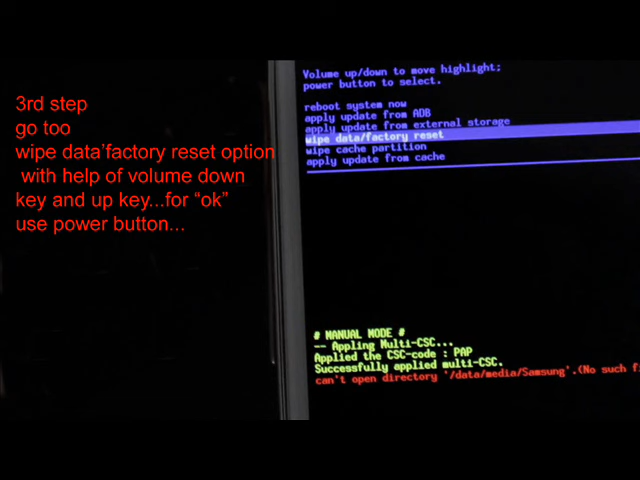 3rd step
go too
wipe data'factory reset option
with help of volume down
key and up key...for “ok”
use power button...
Volume up/down to move highlight;
power button to select.
reboot system now
apply update from ADB
apply update from external storage
wipe data/factory reset
wipe cache partition
apply update from cache
# MANUAL MODE #
-- Appling Multi-CSC...
Applied the CSC-code : PAP
Successfully applied multi-CSC.
can't open directory '/data/media/Samsung'.(No such